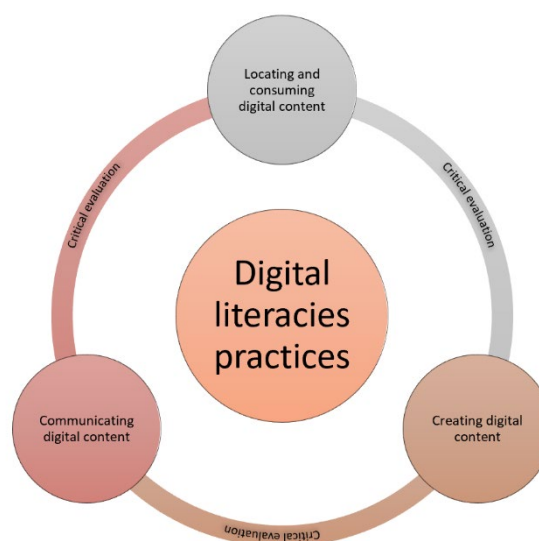 Locating and
consuming
digital content
Critical evaluation
Critical evaluation
Digital
literacies
practices
Communicating
digital content
Creating digital
content
Critical evaluation